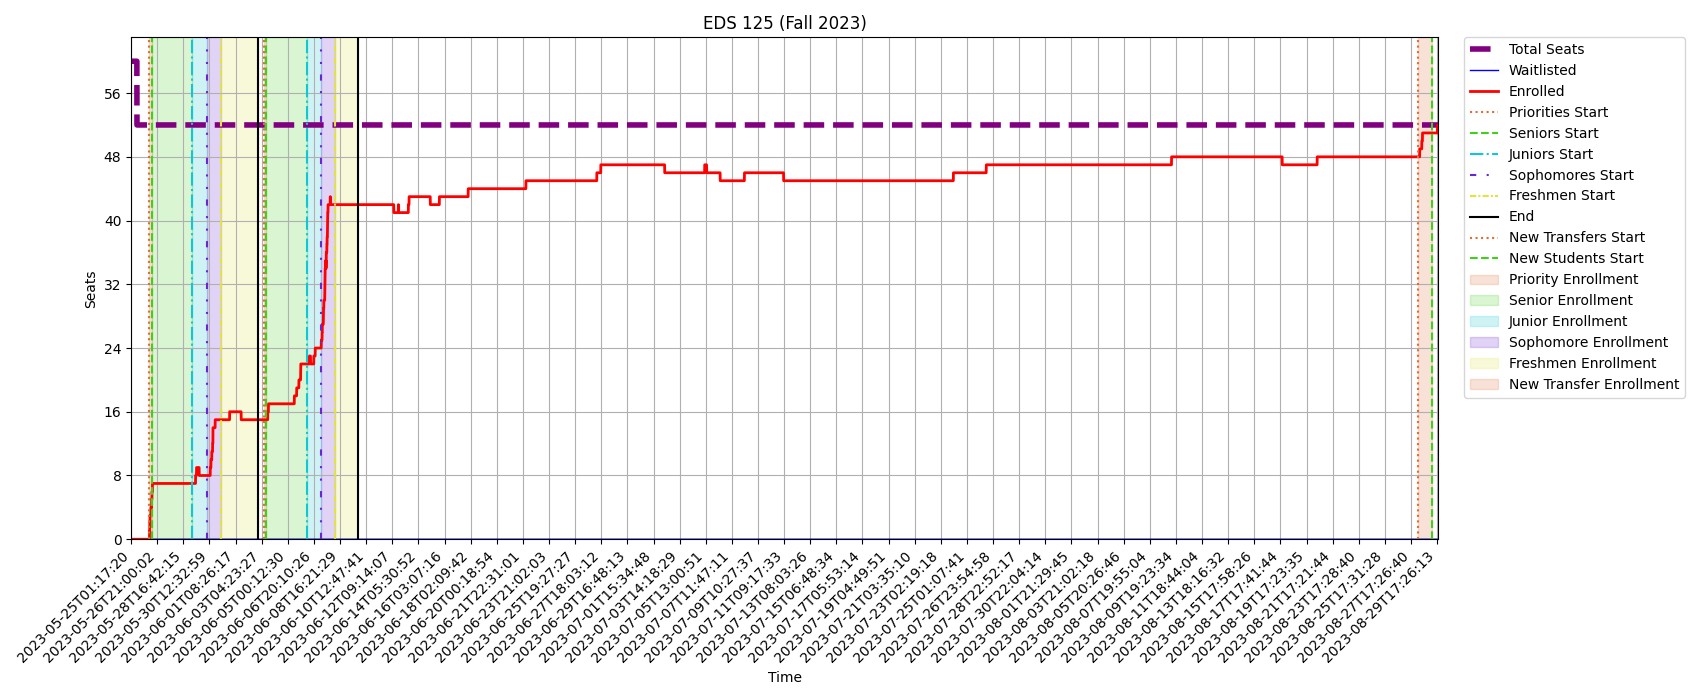 EDS 125 (Fall 2023)
Seats
56
48
40
32
24
16
8
0
2023-05-25T01:17:20
2023-05-26T21:00:02
2023-05-28T16:42:15
2023-05-30T12:32:59
2023-06-01T08:26:17
2023-06-03T04:23:27
2023-06-05T00:12:30
2023-06-06T20:10:26
2023-06-08T16:21:29
2023-06-10T12:47:41
2023-06-12T09:14:07
2023-06-14T05:30:52
2023-06-16T03:07:16
2023-06-18T02:09:42
2023-06-20T00:18:54
2023-06-21T22:31:01
2023-06-23T21:02:03
2023-06-25T19:27:27
2023-06-27T18:03:12
2023-06-29T16:48:13
2023-07-01T15:34:48
2023-07-03T14:18:29
2023-07-05T13:00:51
2023-07-07T11:47:11
2023-07-09T10:27:37
2023-07-11T09:17:33
2023-07-13T08:03:26
2023-07-15T06:48:34
2023-07-17T05:53:14
2023-07-19T04:49:51
2023-07-21T03:35:10
2023-07-23T02:19:18
2023-07-25T01:07:41
2023-07-26T23:54:58
2023-07-28T22:52:17
2023-07-30T22:04:14
2023-08-01T21:29:45
2023-08-03T21:02:18
2023-08-05T20:26:46
2023-08-07T19:55:04
2023-08-09T19:23:34
2023-08-11T18:44:04
2023-08-13T18:16:32
2023-08-15T17:58:26
2023-08-17T17:41:44
2023-08-19T17:23:35
2023-08-21T17:21:44
2023-08-23T17:28:40
2023-08-25T17:31:28
2023-08-27T17:26:40
2023-08-29T17:26:13
Time
Total Seats
Waitlisted
Enrolled
Priorities Start
Seniors Start
Juniors Start
Sophomores Start
Freshmen Start
End
New Transfers Start
New Students Start
Priority Enrollment
Senior Enrollment
Junior Enrollment
Sophomore Enrollment
Freshmen Enrollment
New Transfer Enrollment